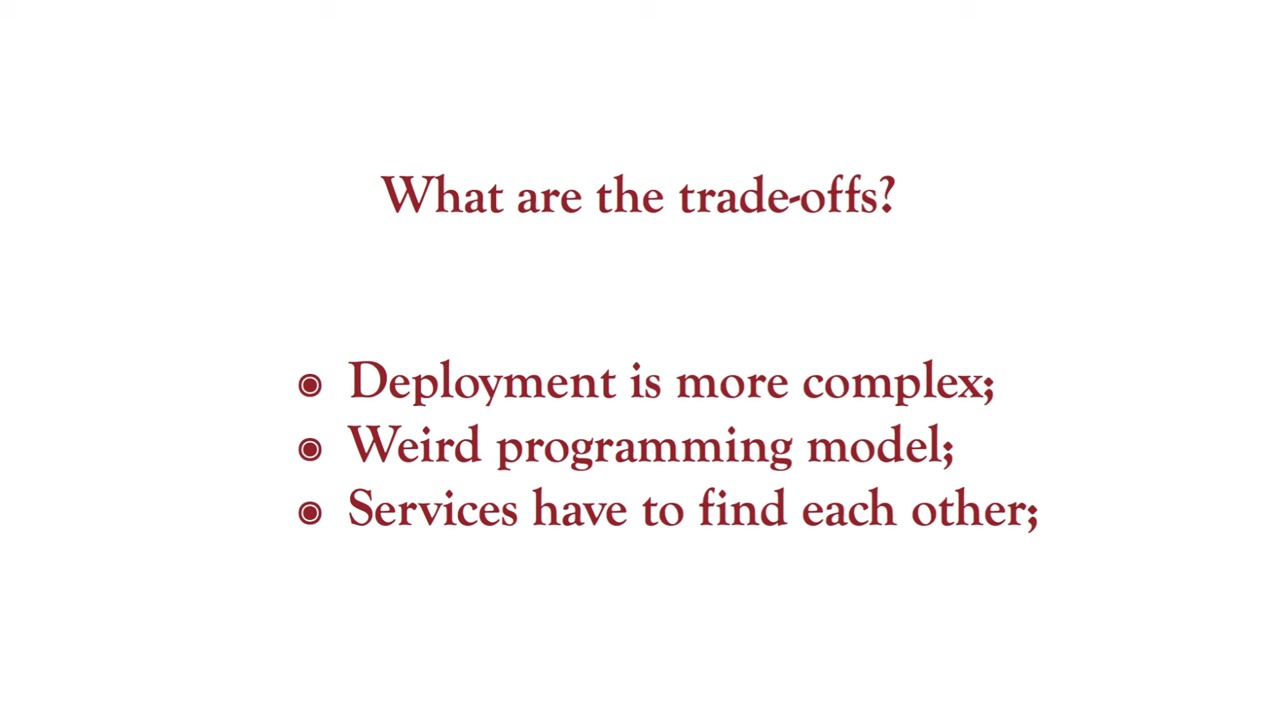 What are the trade-offs?
◉ Deployment is more complex;
◉ Weird programming model;
◉ Services have to find each other;